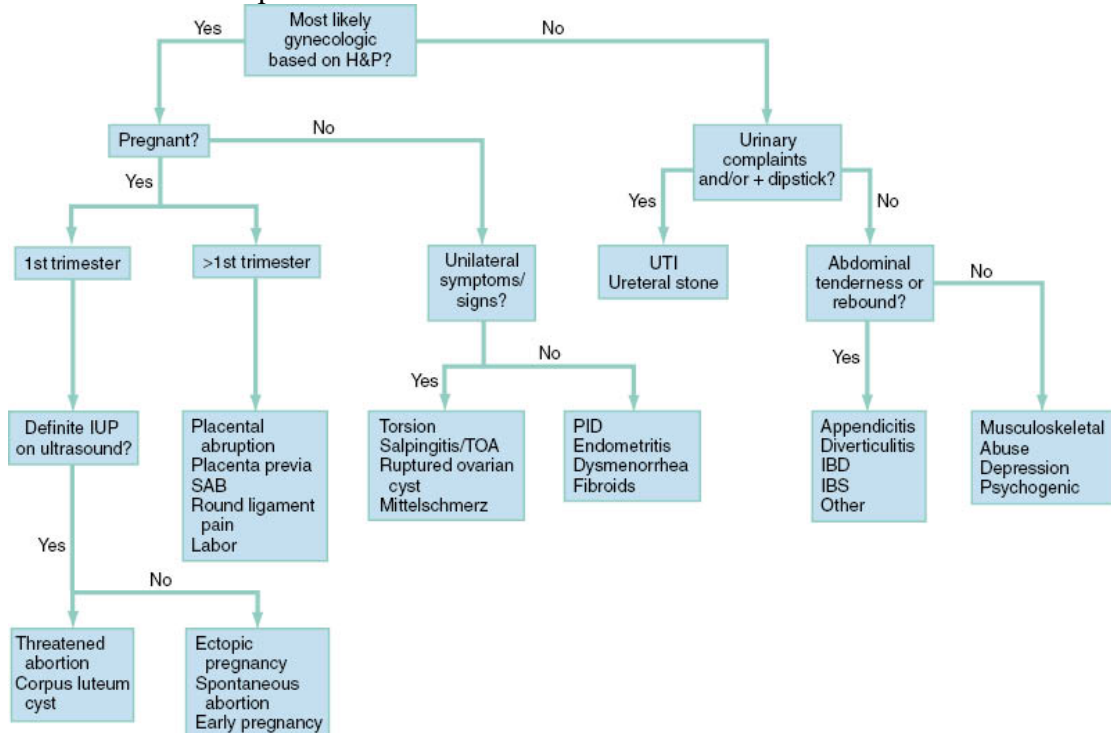 Most likely
gynecologic
based on H&P?
Yes
No
Pregnant?
No
Yes
Urinary
complaints
and/or + dipstick?
Yes
No
1st trimester
>1st trimester
Unilateral
symptoms/
signs?
UTI
Ureteral stone
Abdominal
tenderness or
rebound?
No
Yes
No
Yes
Definite IUP
on ultrasound?
Placental
abruption
Placenta previa
SAB
Round ligament
pain
Labor
Torsion
Salpingitis/TOA
Ruptured ovarian
cyst
Mittelschmerz
PID
Endometritis
Dysmenorrhea
Fibroids
Appendicitis
Diverticulitis
IBD
IBS
Other
Musculoskeletal
Abuse
Depression
Psychogenic
Yes
No
Threatened
abortion
Corpus luteum
cyst
Ectopic
pregnancy
Spontaneous
abortion
Early pregnancy